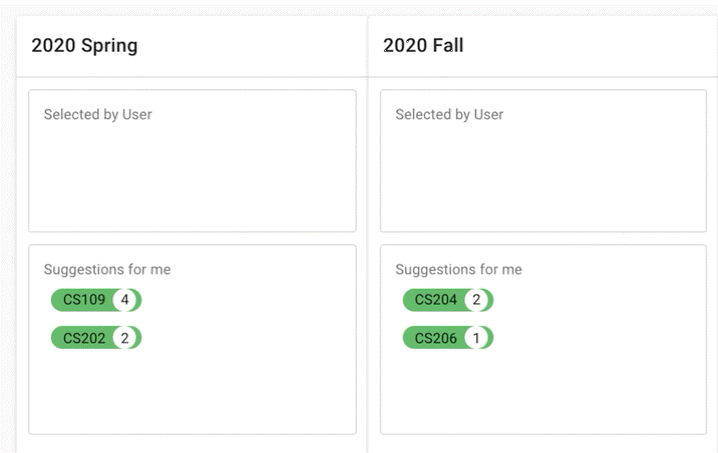 2020 Spring
Selected by User
Suggestions for me
CS109 4
CS202 2
2020 Fall
Selected by User
Suggestions for me
CS204 2
CS206 1